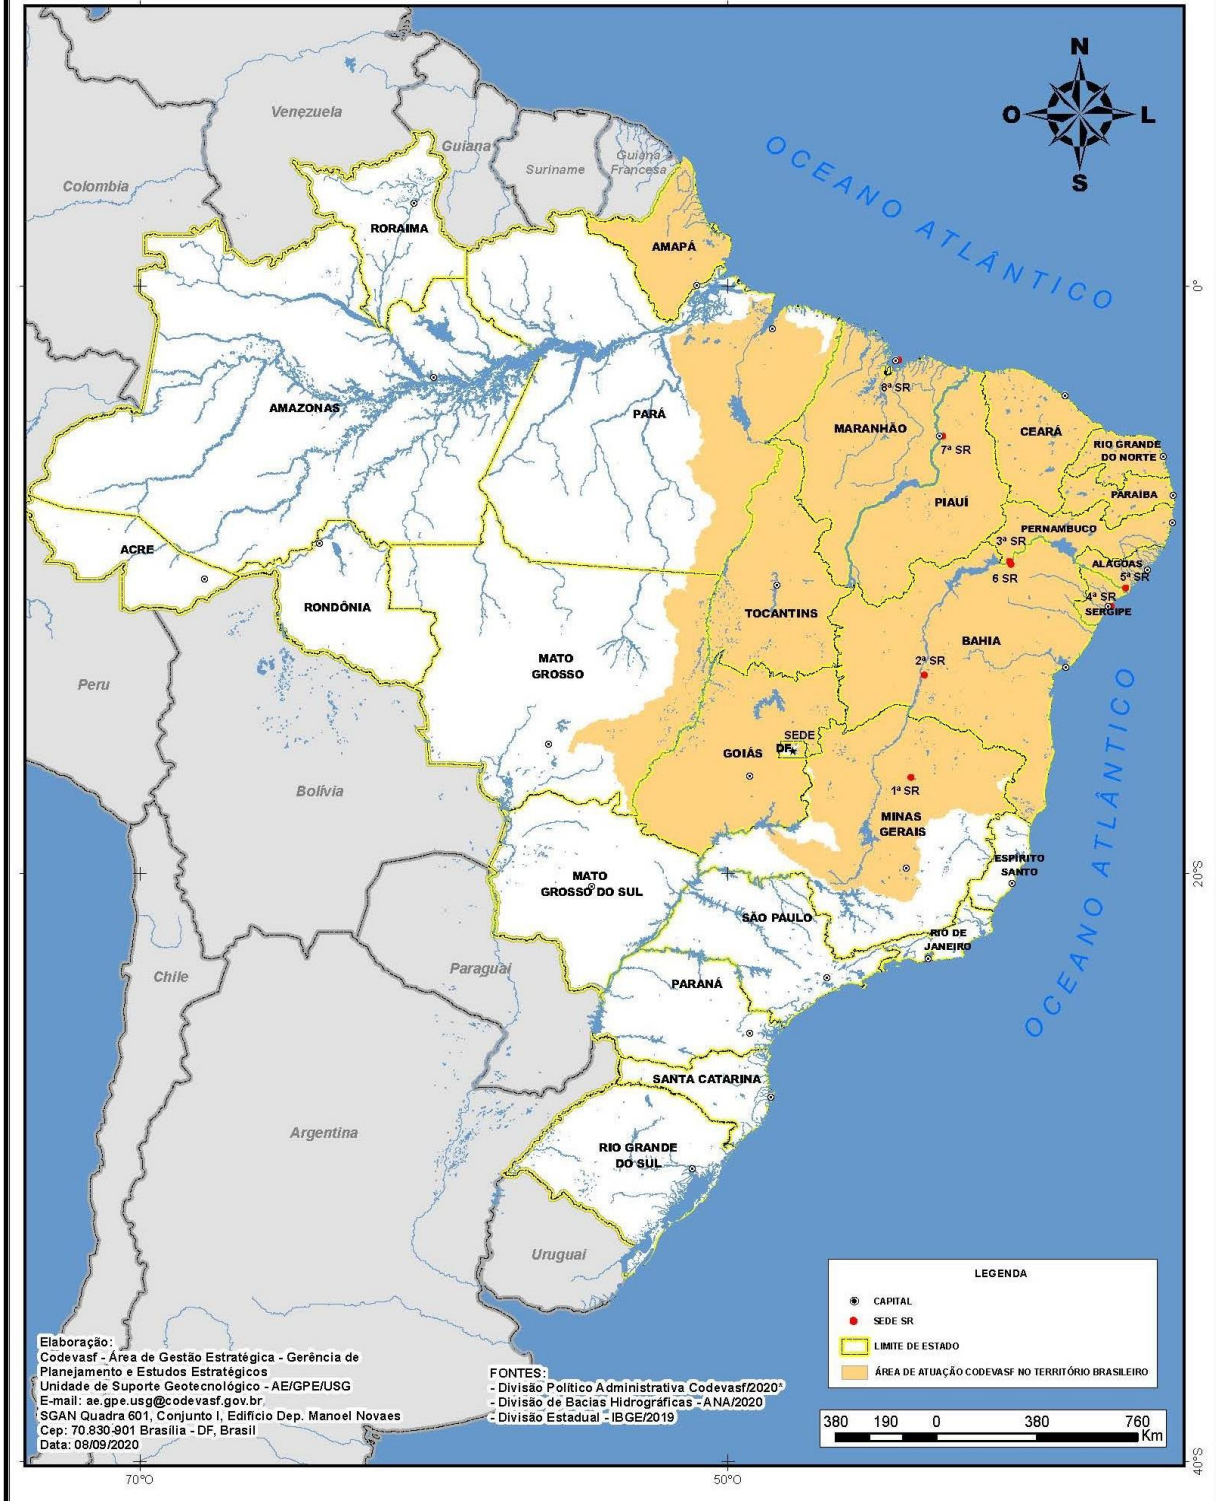 N
O
L
S
OCEANO ATLÂNTICO
Venezuela
Guiana
Suriname
Guiana
Francesa
Colombia
RORAIMA
AMAPÁ
0°
AMAZONAS
PARÁ
8ª SR
MARANHÃO
CEARÁ
7ª SR
RIO GRANDE
DO NORTE
PARAÍBA
PIAUÍ
PERNAMBUCO
3ª SR
ACRE
6 SR
ALAGOAS
5ª SR
4ª SR
SERGIPE
RONDÔNIA
TOCANTINS
BAHIA
MATO
GROSSO
2ª SR
Peru
OCEANO ATLÂNTICO
SEDE
GOIÁS
DF
Bolívia
1ª SR
MINAS
GERAIS
ESPÍRITO
SANTO
20°S
MATO
GROSSO DO SUL
SÃO PAULO
RIO DE
JANEIRO
Chile
Paraguai
PARANÁ
SANTA CATARINA
Argentina
RIO GRANDE
DO SUL
Uruguai
LEGENDA
CAPITAL
SEDE SR
LIMITE DE ESTADO
ÁREA DE ATUAÇÃO CODEVASF NO TERRITÓRIO BRASILEIRO
Elaboração:
Codevasf - Área de Gestão Estratégica - Gerência de
Planejamento e Estudos Estratégicos
Unidade de Suporte Geotecnológico - AE/GPE/USG
E-mail: ae.gpe.usg@codevasf.gov.br
SGAN Quadra 601, Conjunto I, Edifício Dep. Manoel Novaes
Cep: 70.830-901 Brasília - DF, Brasil
Data: 08/09/2020
FONTES:
- Divisão Político Administrativa Codevasf/2020*
- Divisão de Bacias Hidrográficas - ANA/2020
- Divisão Estadual - IBGE/2019
380 190 0 380 760
Km
40°S
70°O
50°O